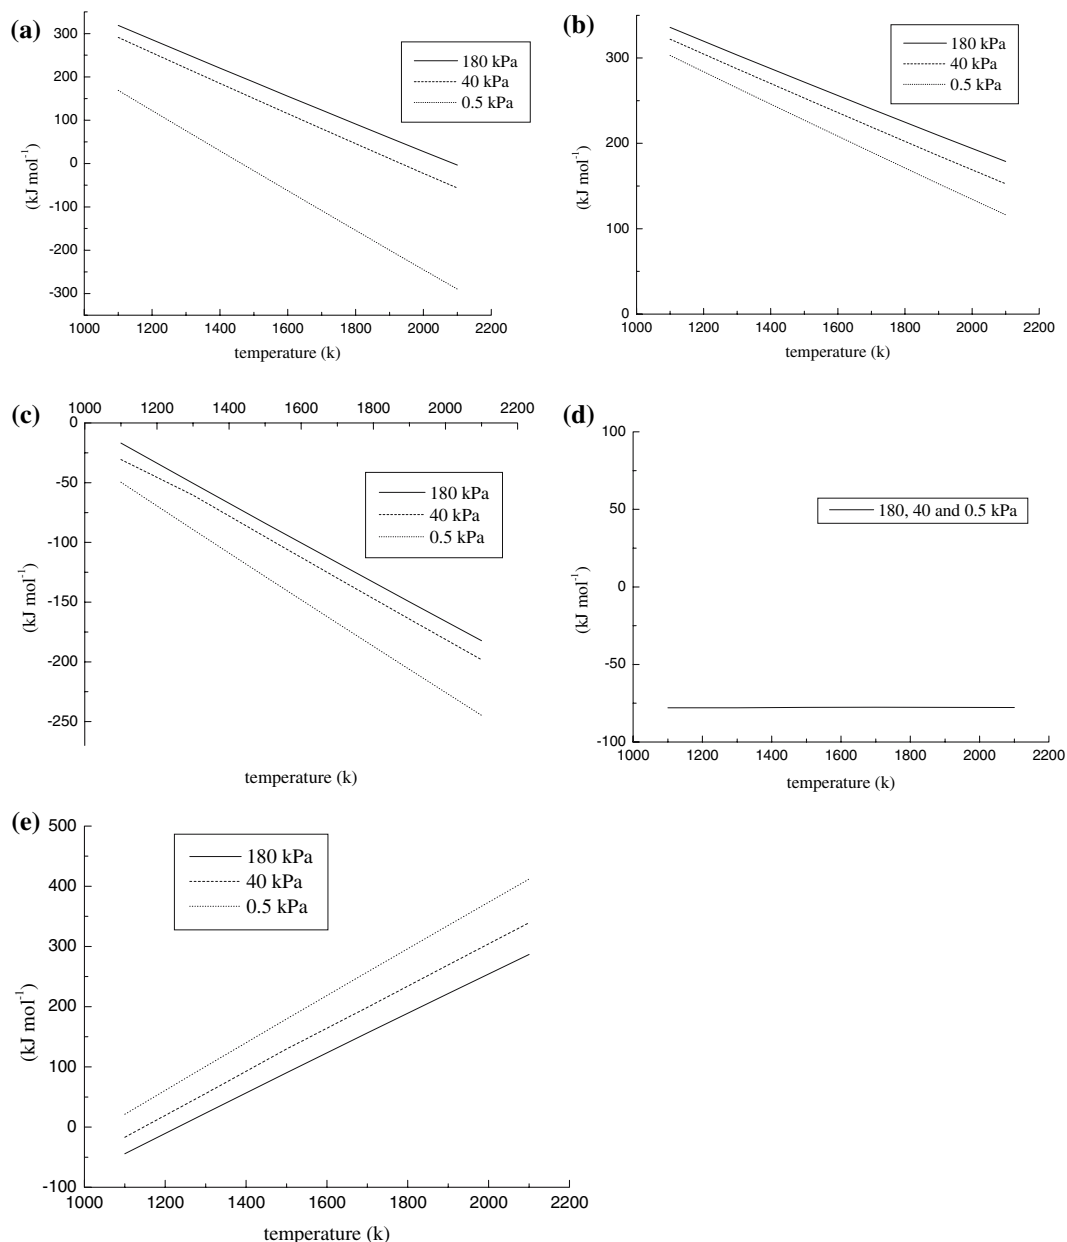 (a)
300
200
100
0
-100
-200
-300
(kJ mol-1)
180 kPa
40 kPa
0.5 kPa
1000 1200 1400 1600 1800 2000 2200
temperature (k)
(b)
300
200
100
0
(kJ mol-1)
180 kPa
40 kPa
0.5 kPa
1000 1200 1400 1600 1800 2000 2200
temperature (k)
(c)
1000 1200 1400 1600 1800 2000 2200
0
-50
-100
-150
-200
-250
(kJ mol-1)
180 kPa
40 kPa
0.5 kPa
temperature (k)
(d)
100
50
0
-50
-100
(kJ mol-1)
180, 40 and 0.5 kPa
1000 1200 1400 1600 1800 2000 2200
temperature (k)
(e)
500
400
300
200
100
0
-100
(kJ mol-1)
180 kPa
40 kPa
0.5 kPa
1000 1200 1400 1600 1800 2000 2200
temperature (k)